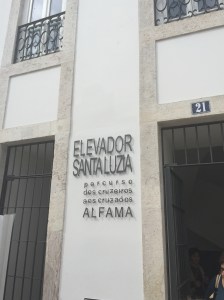 21
ELEVADOR
SANTA LUZIA
percurso
dos cruzeiros
aos cruzados
ALFAMA